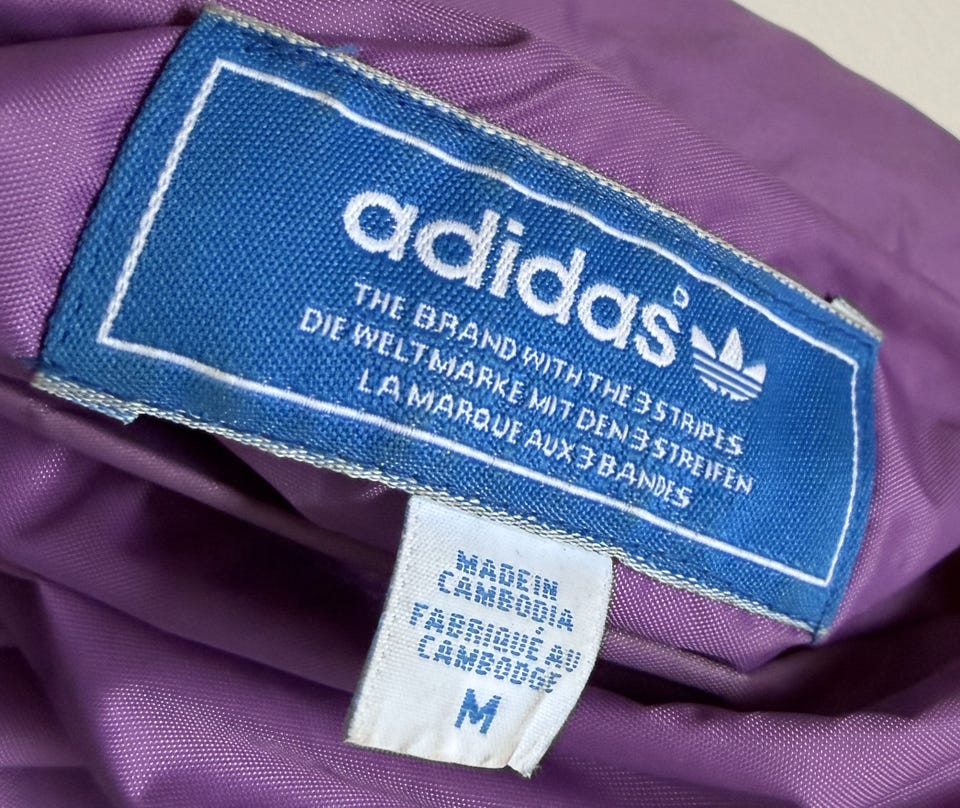 adidas
THE BRAND WITH THE 3 STRIPES
DIE WELTMARKE MIT DEN 3 STREIFEN
LA MARQUE AUX 3 BANDES
MADE IN
CAMBODIA
FABRIQUÉ AU
CAMBODGE
M